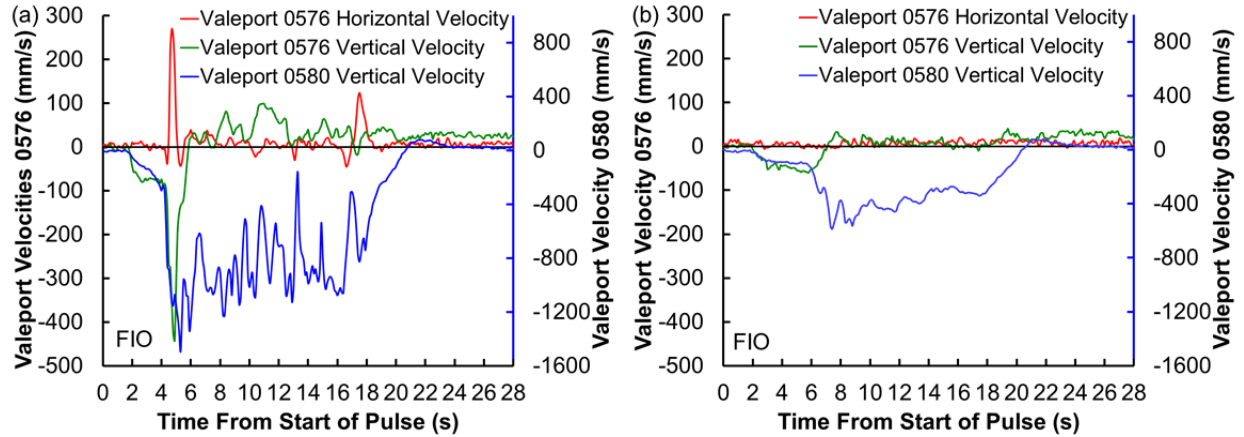 (a)
Valeport 0576 Horizontal Velocity
Valeport 0576 Vertical Velocity
Valeport 0580 Vertical Velocity
Valeport Velocities 0576 (mm/s)
300
200
100
0
-100
-200
-300
-400
-500
800
400
0
-400
-800
-1200
-1600
Valeport Velocity 0580 (mm/s)
FIO
0 2 4 6 8 10 12 14 16 18 20 22 24 26 28
Time From Start of Pulse (s)
(b)
Valeport 0576 Horizontal Velocity
Valeport 0576 Vertical Velocity
Valeport 0580 Vertical Velocity
Valeport Velocity 0576 (mm/s)
300
200
100
0
-100
-200
-300
-400
-500
800
400
0
-400
-800
-1200
-1600
Valeport Velocity 0580 (mm/s)
FIO
0 2 4 6 8 10 12 14 16 18 20 22 24 26 28
Time From Start of Pulse (s)